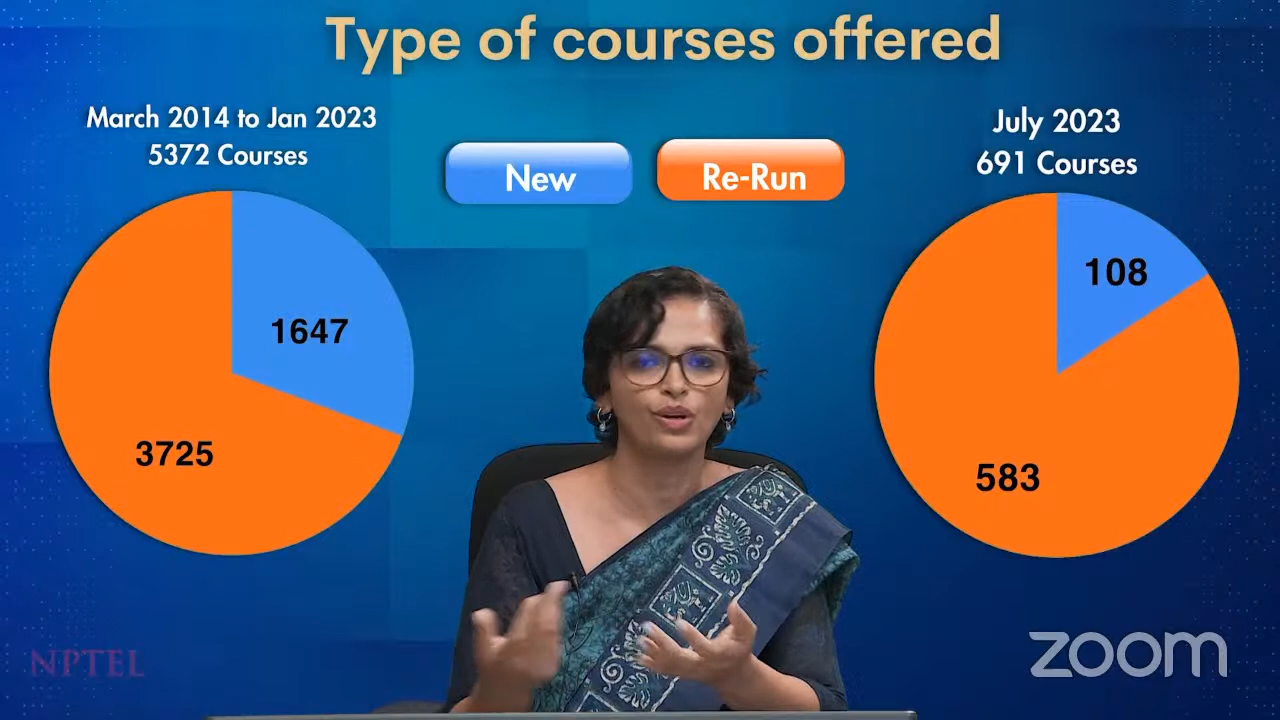 Type of courses offered
March 2014 to Jan 2023
5372 Courses
New
Re-Run
July 2023
691 Courses
1647
3725
108
583
NPTEL
zoom